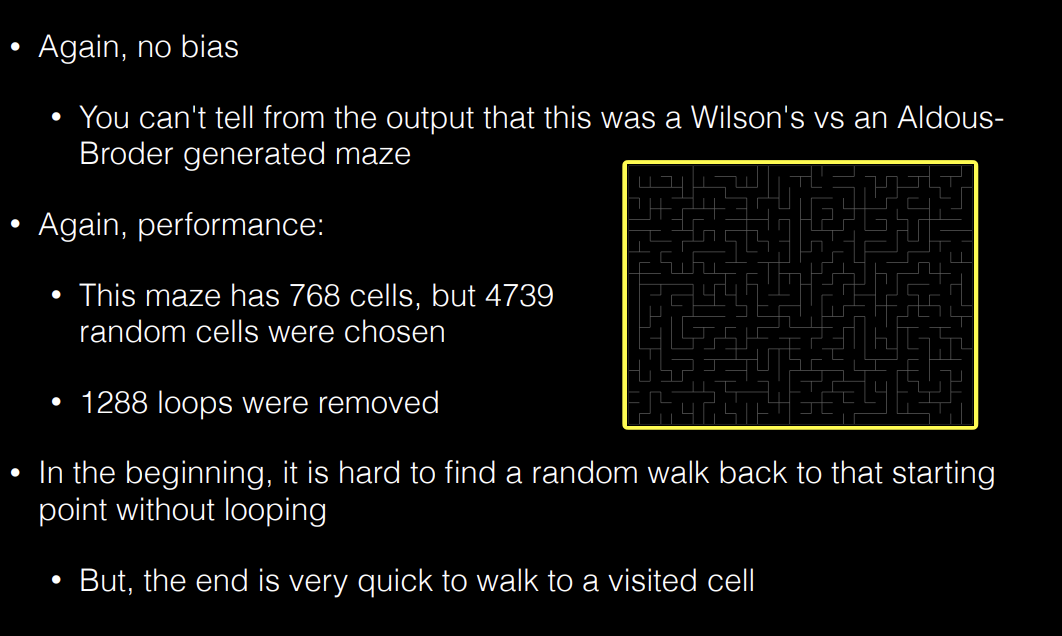 • Again, no bias
• You can't tell from the output that this was a Wilson's vs an Aldous-
Broder generated maze
• Again, performance:
• This maze has 768 cells, but 4739
random cells were chosen
• 1288 loops were removed
• In the beginning, it is hard to find a random walk back to that starting
point without looping
• But, the end is very quick to walk to a visited cell